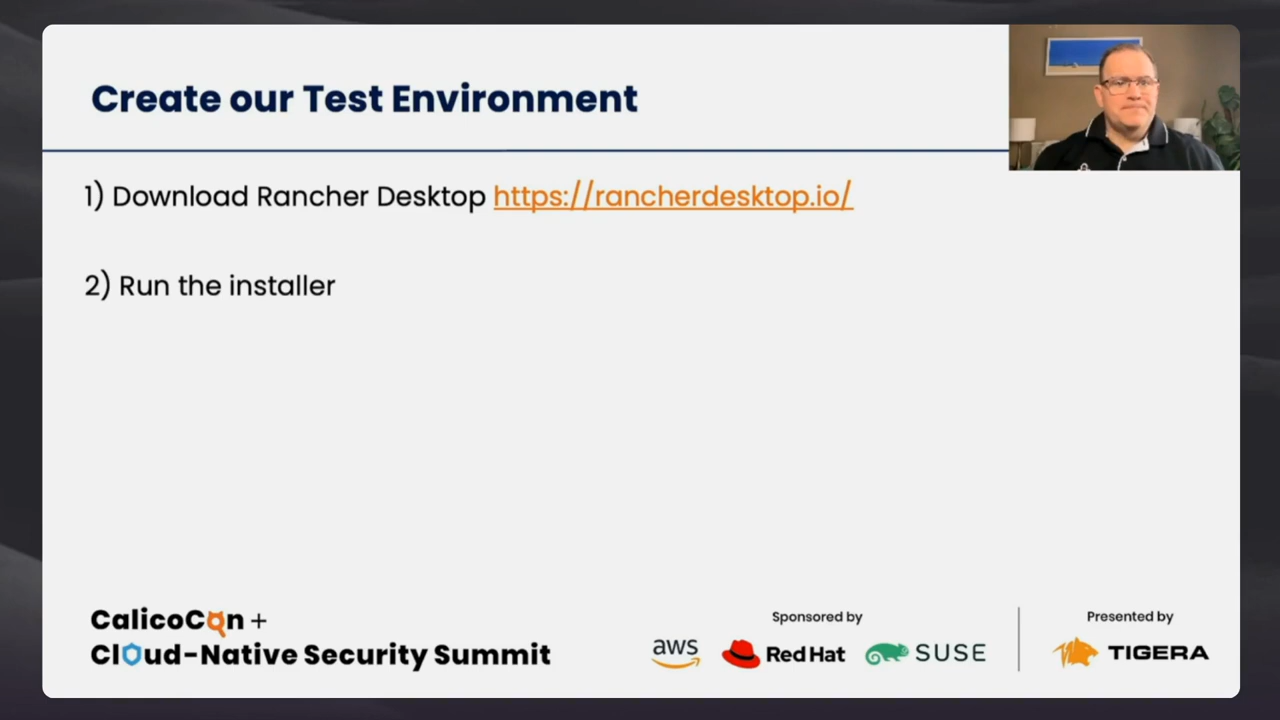 Create our Test Environment
1) Download Rancher Desktop https://rancherdesktop.io/
2) Run the installer
CalicoCon +
Cloud-Native Security Summit
Sponsored by
aws
Red Hat
SUSE
Presented by
TIGERA